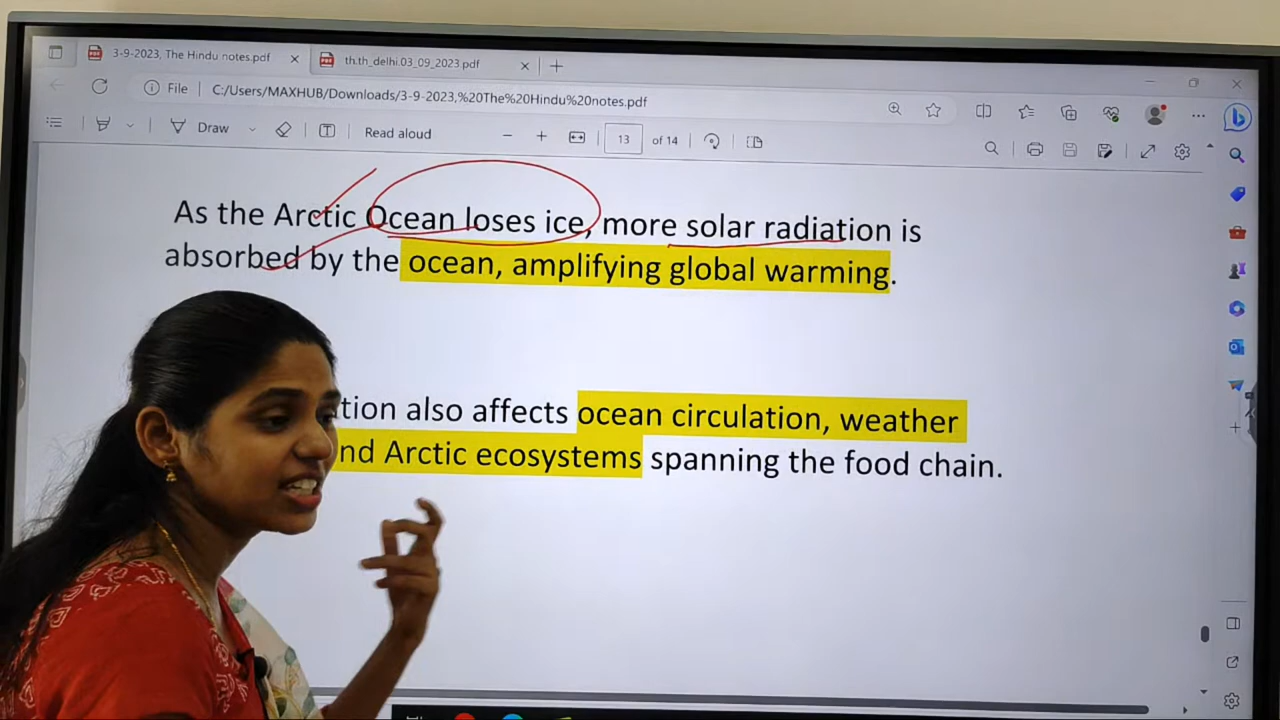 3-9-2023, The Hindu notes.pdf
th.th_delhi.03_09_2023.pdf
File C:/Users/MAXHUB/Downloads/3-9-2023,%20The%20Hindu%20notes.pdf
Draw Read aloud 13 of 14
As the Arctic Ocean loses ice, more solar radiation is
absorbed by the ocean, amplifying global warming.
tion also affects ocean circulation, weather
nd Arctic ecosystems spanning the food chain.